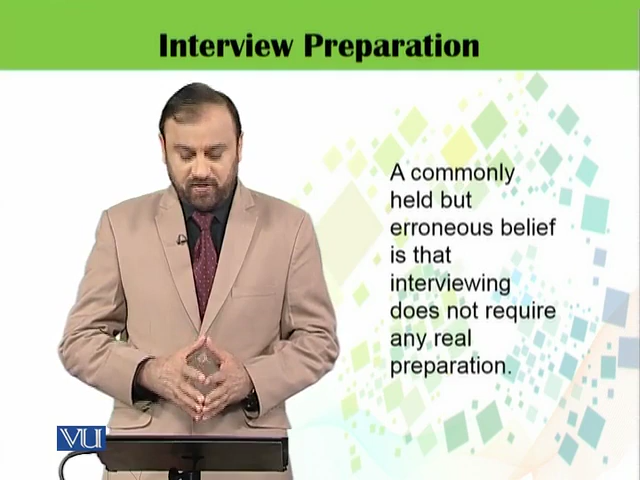 Interview Preparation
A commonly
held but
erroneous belief
is that
interviewing
does not require
any real
preparation.
VU